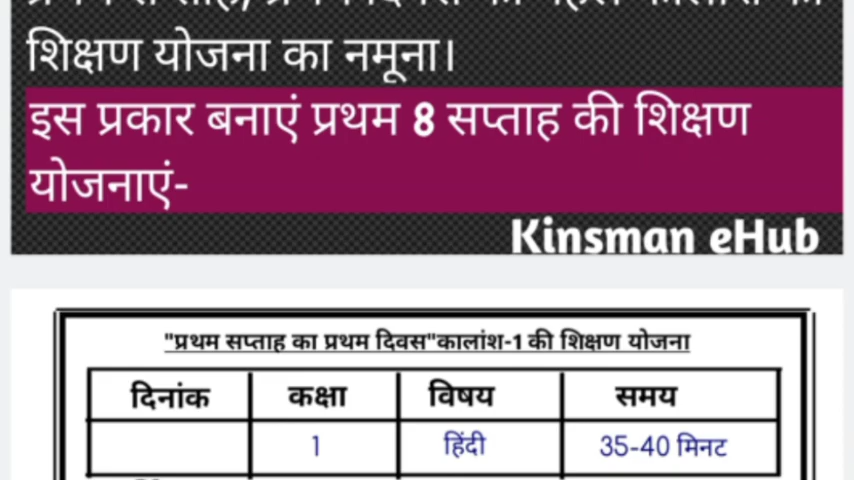 शिक्षण योजना का नमूना।
इस प्रकार बनाएं प्रथम 8 सप्ताह की शिक्षण
योजनाएं-
Kinsman eHub
"प्रथम सप्ताह का प्रथम दिवस"कालांश-1 की शिक्षण योजना
दिनांक कक्षा विषय समय
1 हिंदी 35-40 मिनट